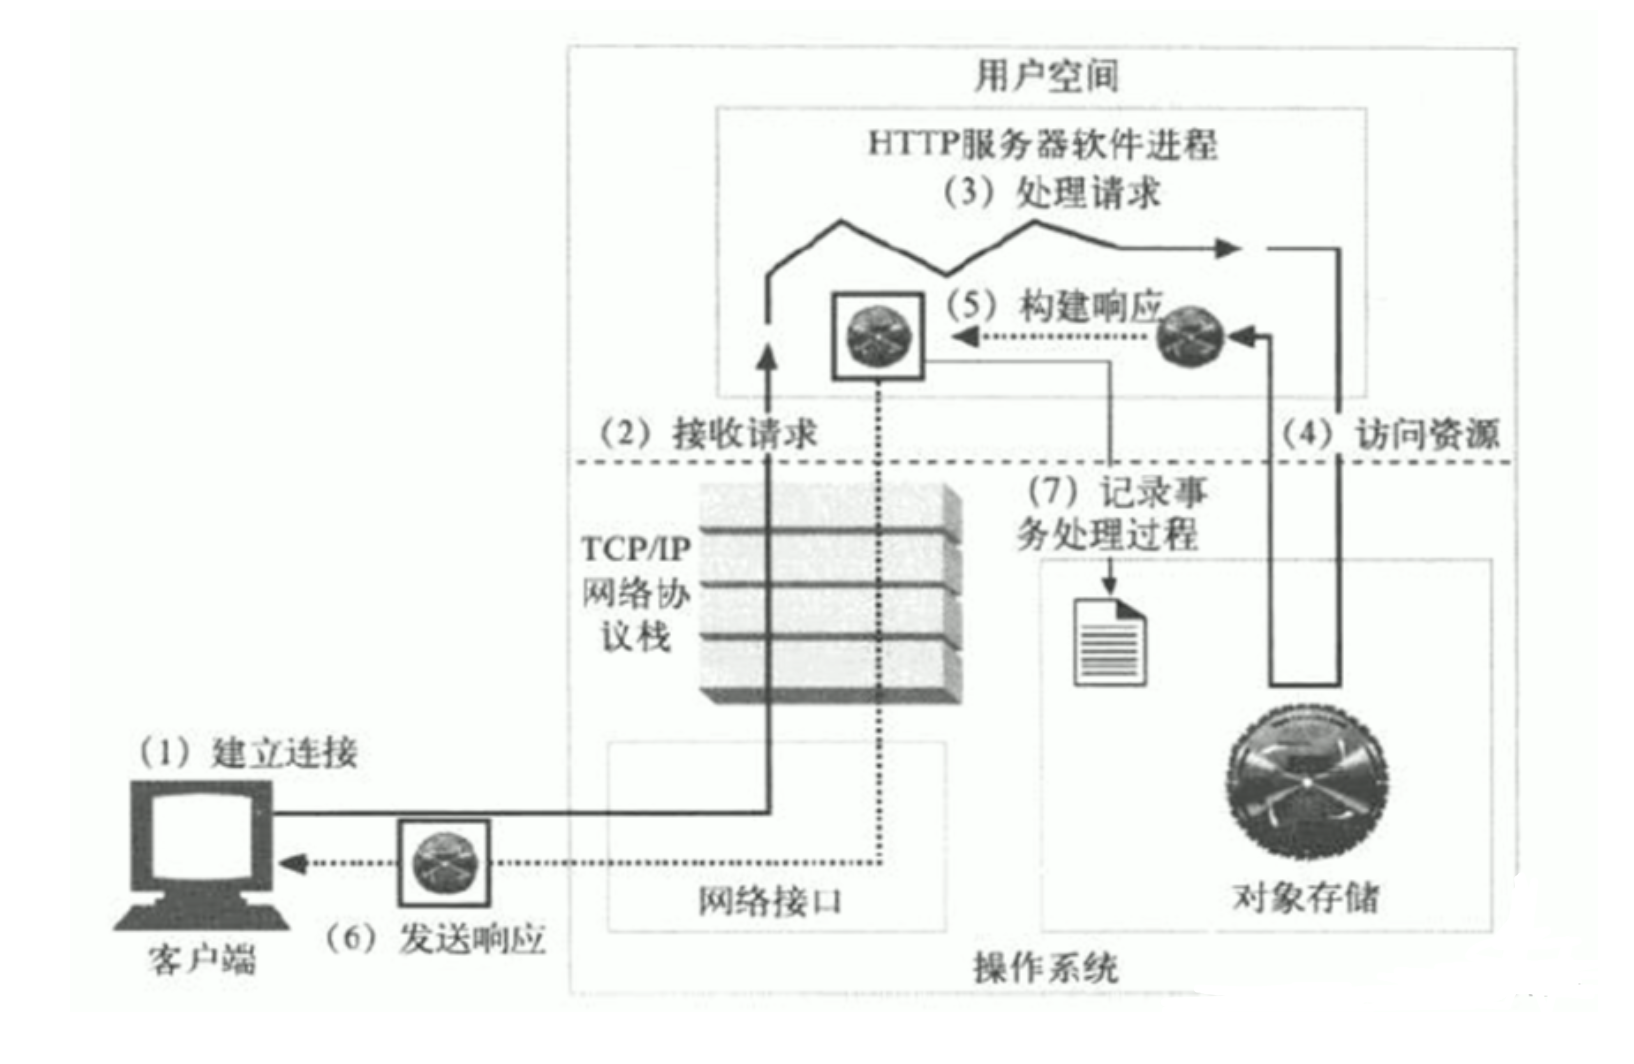 用户空间
HTTP服务器软件进程
（3）处理请求
（5）构建响应
（2）接收请求
（4）访问资源
（7）记录事
务处理过程
TCP/IP
网络协
议栈
（1）建立连接
网络接口
对象存储
（6）发送响应
客户端
操作系统